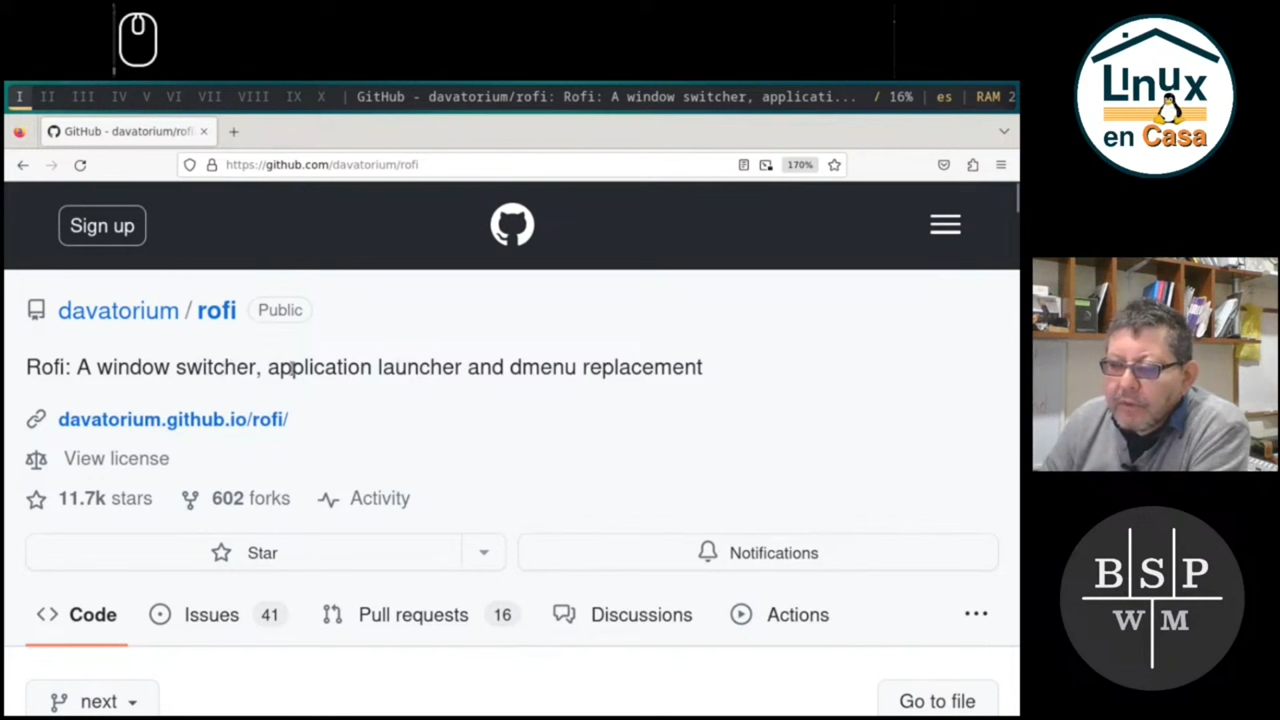 I II III IV V VI VII VIII IX X | GitHub - davatorium/rofi: Rofi: A window switcher, applicati... / 16% | es | RAM 2
GitHub - davatorium/rofi
https://github.com/davatorium/rofi
170%
Sign up
davatorium / rofi Public
Rofi: A window switcher, application launcher and dmenu replacement
davatorium.github.io/rofi/
View license
11.7k stars 602 forks Activity
Star
Notifications
Code Issues 41 Pull requests 16 Discussions Actions
next
Go to file
Linux
en Casa
BSP
WM